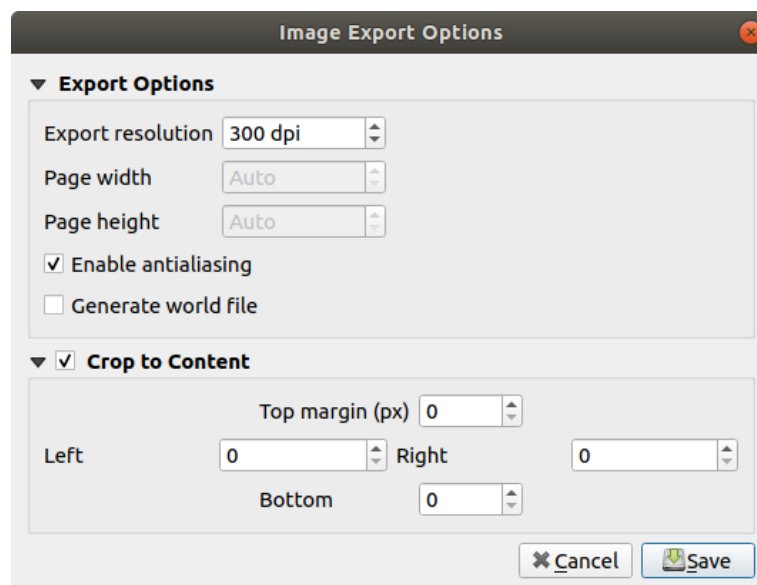 Image Export Options
Export Options
Export resolution 300 dpi
Page width Auto
Page height Auto
Enable antialiasing
Generate world file
Crop to Content
Top margin (px) 0
Left 0 Right 0
Bottom 0
Cancel Save